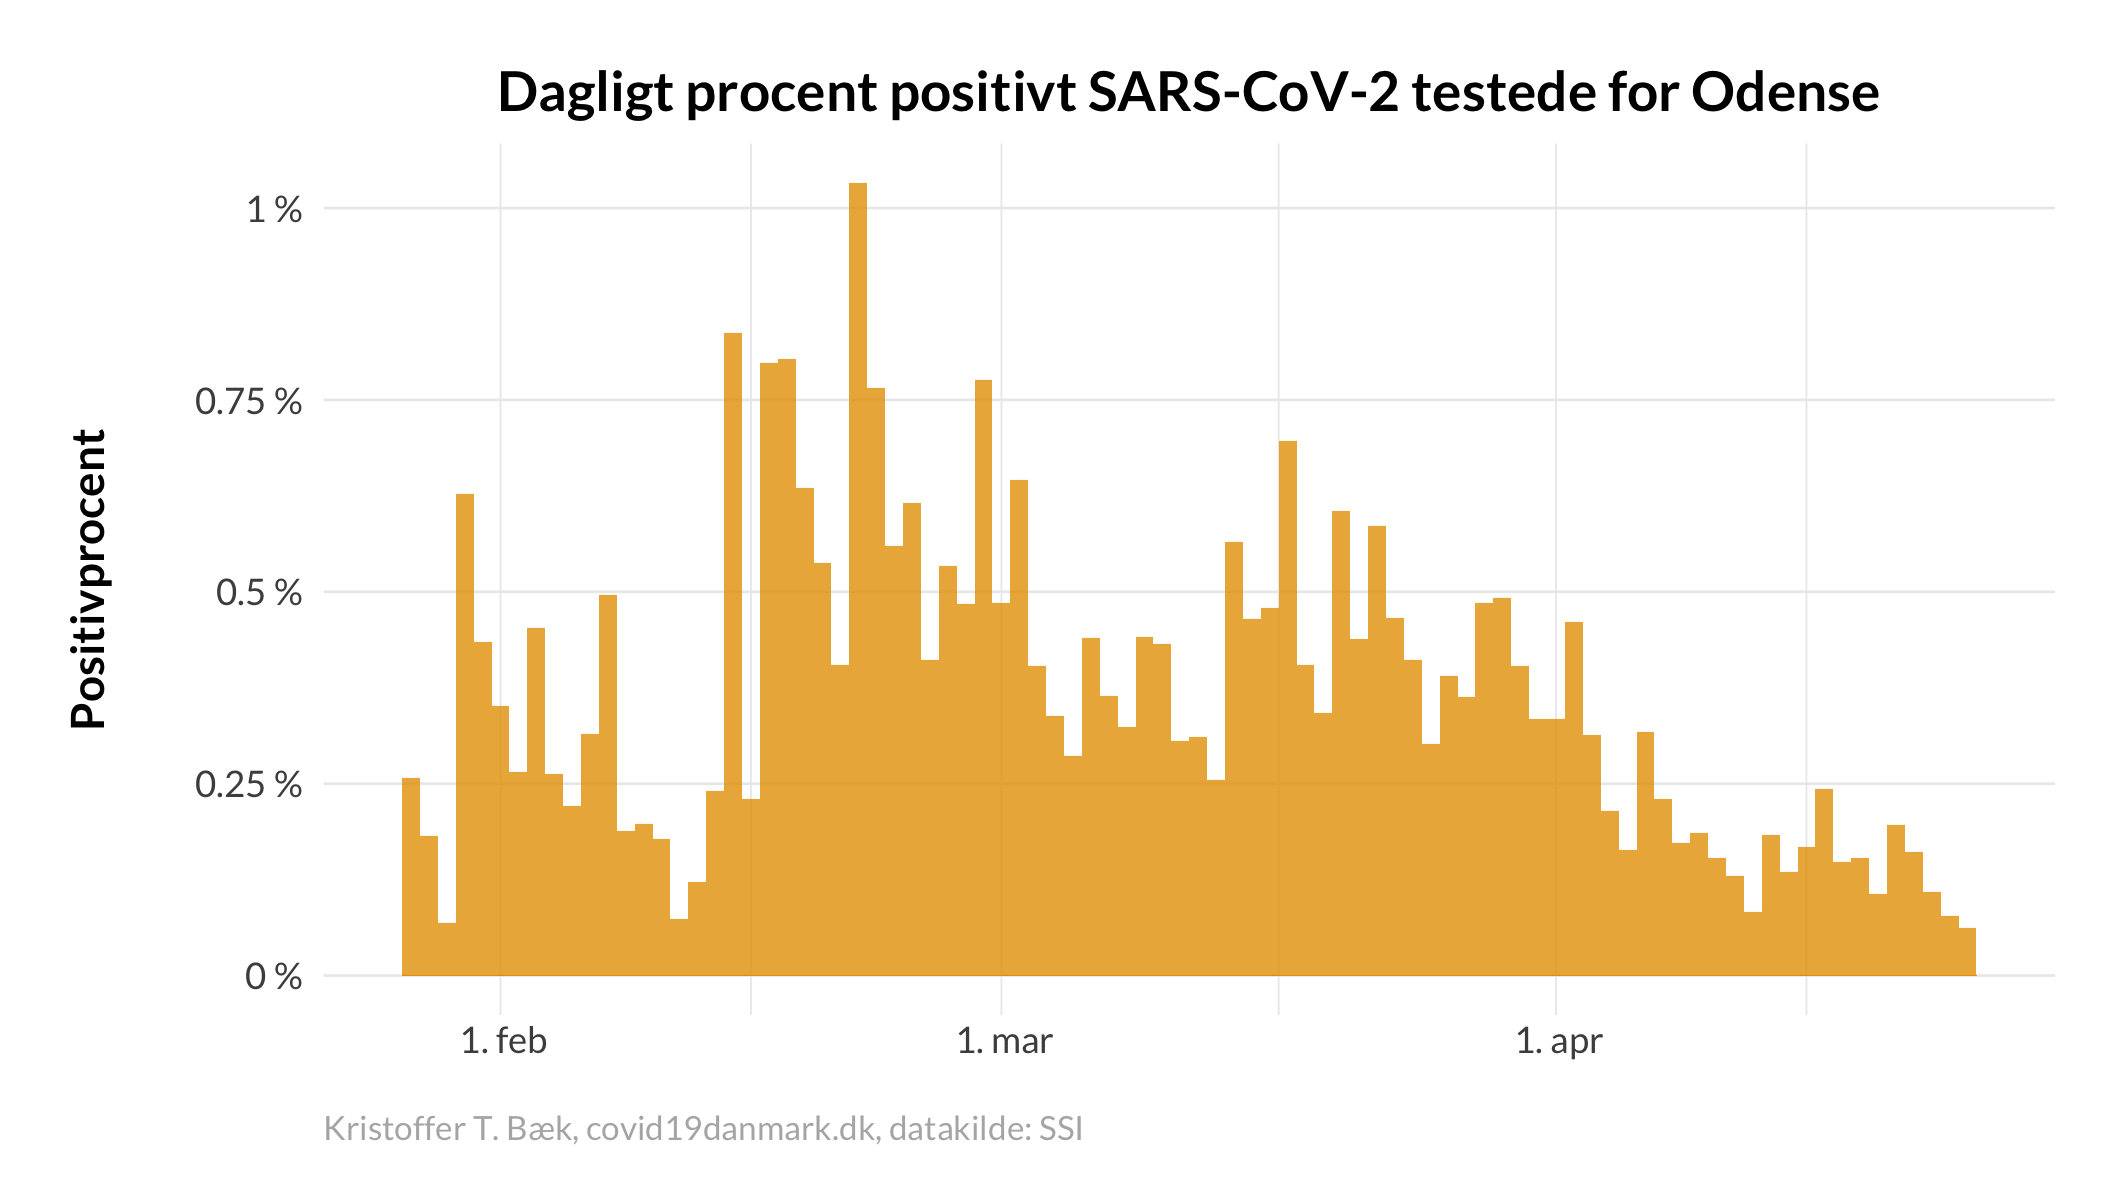 Dagligt procent positivt SARS-CoV-2 testede for Odense
Positivprocent
1 %
0.75 %
0.5 %
0.25 %
0 %
1. feb
1. mar
1. apr
Kristoffer T. Bæk, covid19danmark.dk, datakilde: SSI